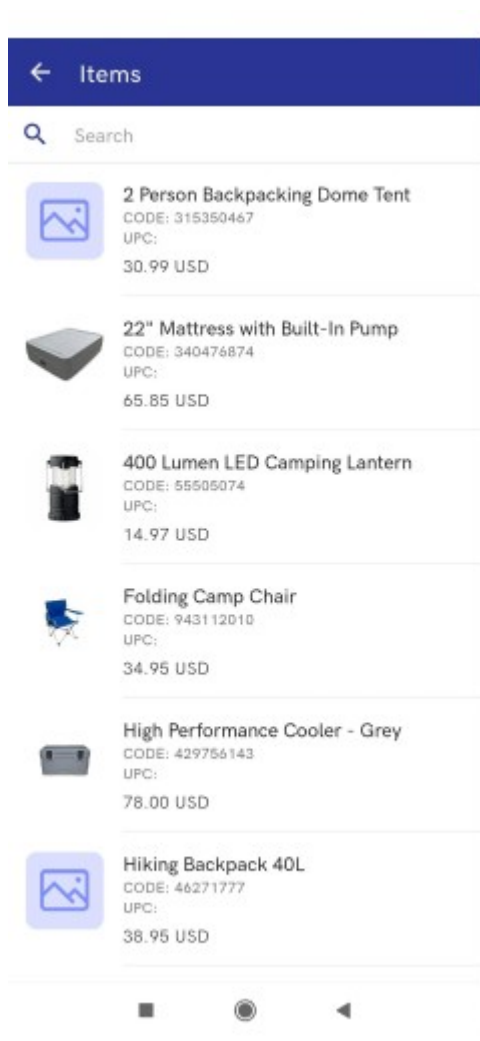 Items
Search
2 Person Backpacking Dome Tent
CODE: 315350467
UPC:
30.99 USD
22" Mattress with Built-In Pump
CODE: 340476874
UPC:
65.85 USD
400 Lumen LED Camping Lantern
CODE: 55505074
UPC:
14.97 USD
Folding Camp Chair
CODE: 943112010
UPC:
34.95 USD
High Performance Cooler - Grey
CODE: 429756143
UPC:
78.00 USD
Hiking Backpack 40L
CODE: 46271777
UPC:
38.95 USD